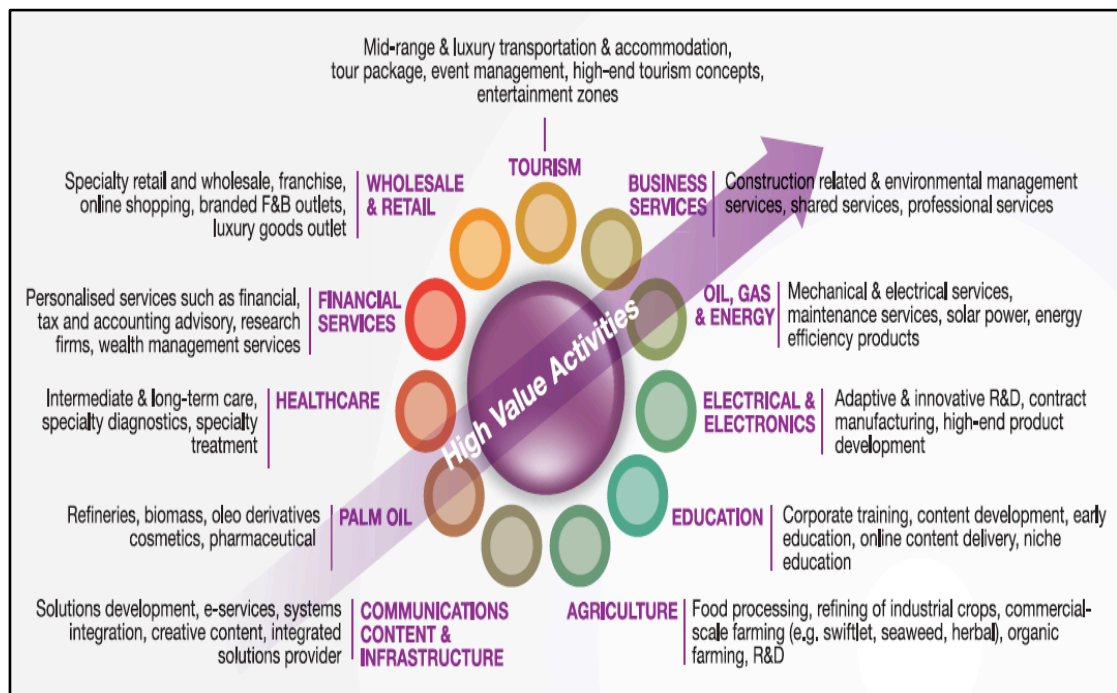 Mid-range & luxury transportation & accommodation,
tour package, event management, high-end tourism concepts,
entertainment zones
TOURISM
Specialty retail and wholesale, franchise,
online shopping, branded F&B outlets,
luxury goods outlet
WHOLESALE
& RETAIL
BUSINESS
SERVICES
Construction related & environmental management
services, shared services, professional services
Personalised services such as financial,
tax and accounting advisory, research
firms, wealth management services
FINANCIAL
SERVICES
OIL, GAS
& ENERGY
Mechanical & electrical services,
maintenance services, solar power, energy
efficiency products
High Value Activities
Intermediate & long-term care,
specialty diagnostics, specialty
treatment
HEALTHCARE
ELECTRICAL &
ELECTRONICS
Adaptive & innovative R&D, contract
manufacturing, high-end product
development
Refineries, biomass, oleo derivatives
cosmetics, pharmaceutical
PALM OIL
EDUCATION
Corporate training, content development, early
education, online content delivery, niche
education
Solutions development, e-services, systems
integration, creative content, integrated
solutions provider
COMMUNICATIONS
CONTENT &
INFRASTRUCTURE
AGRICULTURE
Food processing, refining of industrial crops, commercial-
scale farming (e.g. swiftlet, seaweed, herbal), organic
farming, R&D